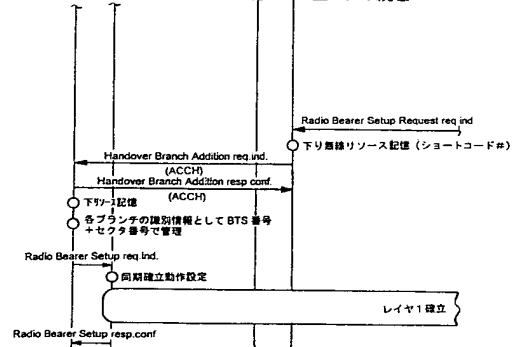 Radio Bearer Setup Request req ind
下り無線リソース記憶（ショートコード#）
Handover Branch Addition req.ind.
(ACCH)
Handover Branch Addition resp conf.
(ACCH)
下りリソース記憶
各ブランチの識別情報として BTS 番号
+セクタ番号で管理
Radio Bearer Setup req.ind.
同期確立動作設定
レイヤ1確立
Radio Bearer Setup resp.conf